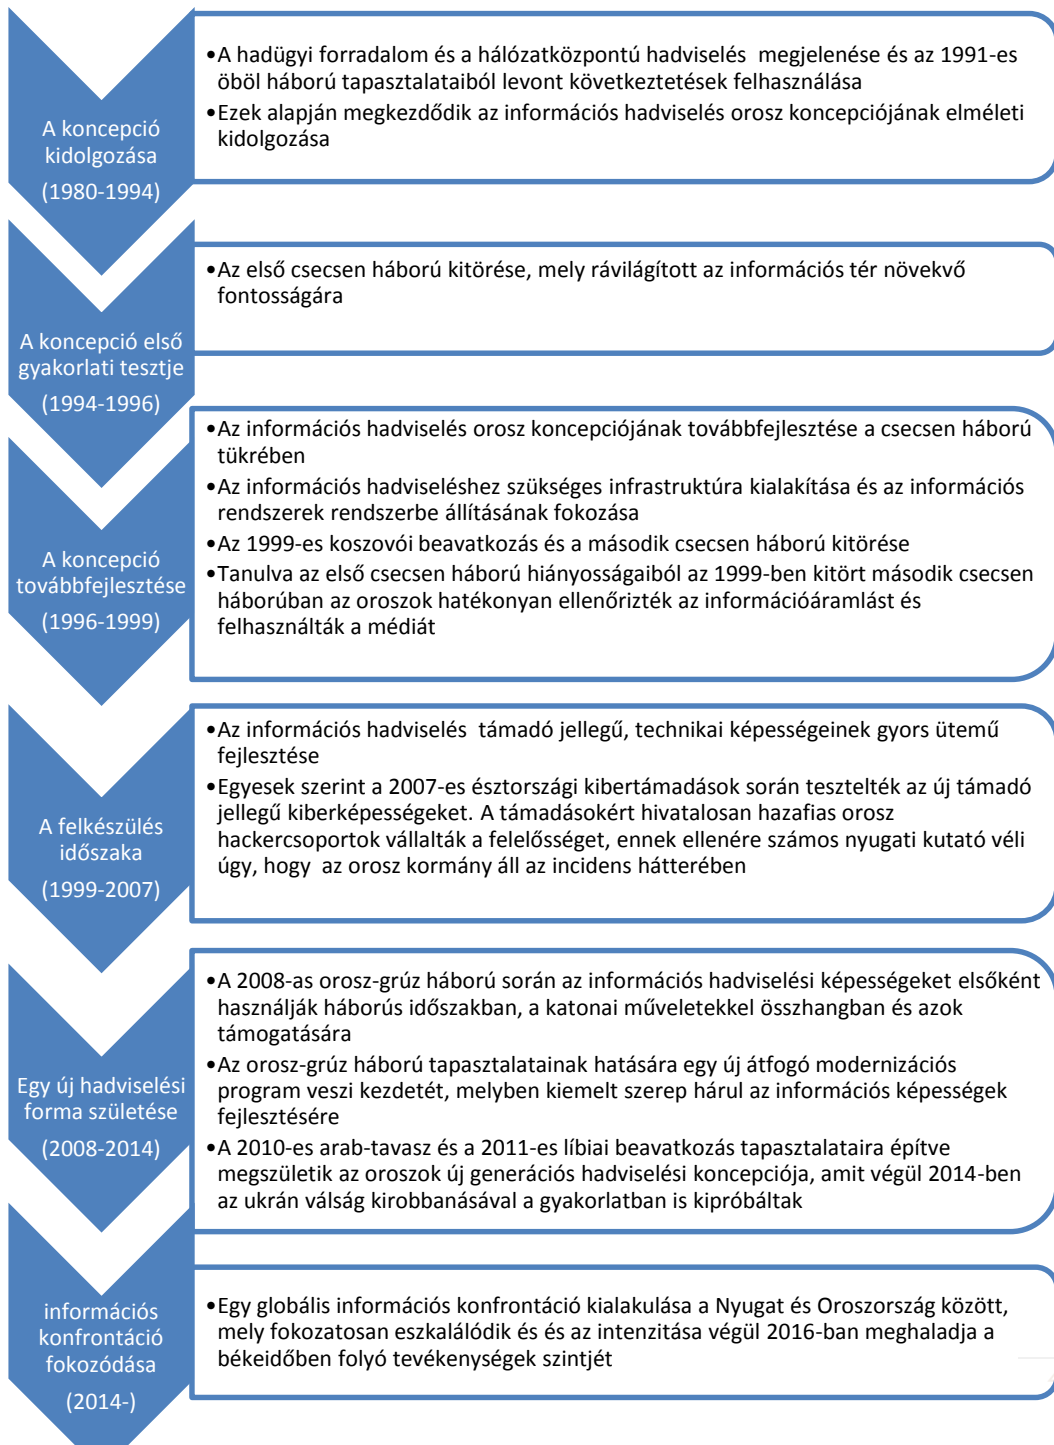 A koncepció
kidolgozása
(1980-1994)
•A hadügyi forradalom és a hálózatközpontú hadviselés megjelenése és az 1991-es
öböl háború tapasztalataiból levont következtetések felhasználása
•Ezek alapján megkezdődik az információs hadviselés orosz koncepciójának elméleti
kidolgozása
A koncepció első
gyakorlati tesztje
(1994-1996)
•Az első csecsen háború kitörése, mely rávilágított az információs tér növekvő
fontosságára
A koncepció
továbbfejlesztése
(1996-1999)
•Az információs hadviselés orosz koncepciójának továbbfejlesztése a csecsen háború
tükrében
•Az információs hadviseléshez szükséges infrastruktúra kialakítása és az információs
rendszerek rendszerbe állításának fokozása
•Az 1999-es koszovói beavatkozás és a második csecsen háború kitörése
•Tanulva az első csecsen háború hiányosságaiból az 1999-ben kitört második csecsen
háborúban az oroszok hatékonyan ellenőrizték az információáramlást és
felhasználták a médiát
A felkészülés
időszaka
(1999-2007)
•Az információs hadviselés támadó jellegű, technikai képességeinek gyors ütemű
fejlesztése
•Egyesek szerint a 2007-es észtországi kibertámadások során tesztelték az új támadó
jellegű kiberképességeket. A támadásokért hivatalosan hazafias orosz
hackercsoportok vállalták a felelősséget, ennek ellenére számos nyugati kutató véli
úgy, hogy az orosz kormány áll az incidens hátterében
Egy új hadviselési
forma születése
(2008-2014)
•A 2008-as orosz-grúz háború során az információs hadviselési képességeket elsőként
használják háborús időszakban, a katonai műveletekkel összhangban és azok
támogatására
•Az orosz-grúz háború tapasztalatainak hatására egy új átfogó modernizációs
program veszi kezdetét, melyben kiemelt szerep hárul az információs képességek
fejlesztésére
•A 2010-es arab-tavasz és a 2011-es líbiai beavatkozás tapasztalataira építve
megszületik az oroszok új generációs hadviselési koncepciója, amit végül 2014-ben
az ukrán válság kirobbanásával a gyakorlatban is kipróbáltak
információs
konfrontáció
fokozódása
(2014-)
•Egy globális információs konfrontáció kialakulása a Nyugat és Oroszország között,
mely fokozatosan eszkalálódik és és az intenzitása végül 2016-ban meghaladja a
békeidőben folyó tevékenységek szintjét